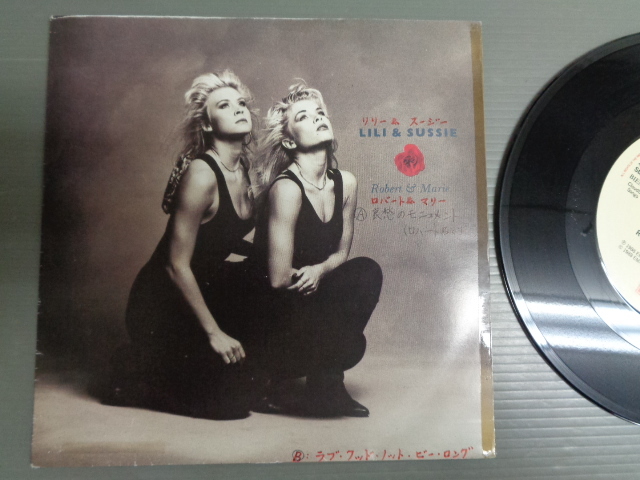 リリー& スージー
LILI & SUSSIE
Robert & Marie
ロバート& マリー
Ⓐ 哀愁のモニュメント
Ⓑ: ラブ・フッド・ノット・ビー・ロング